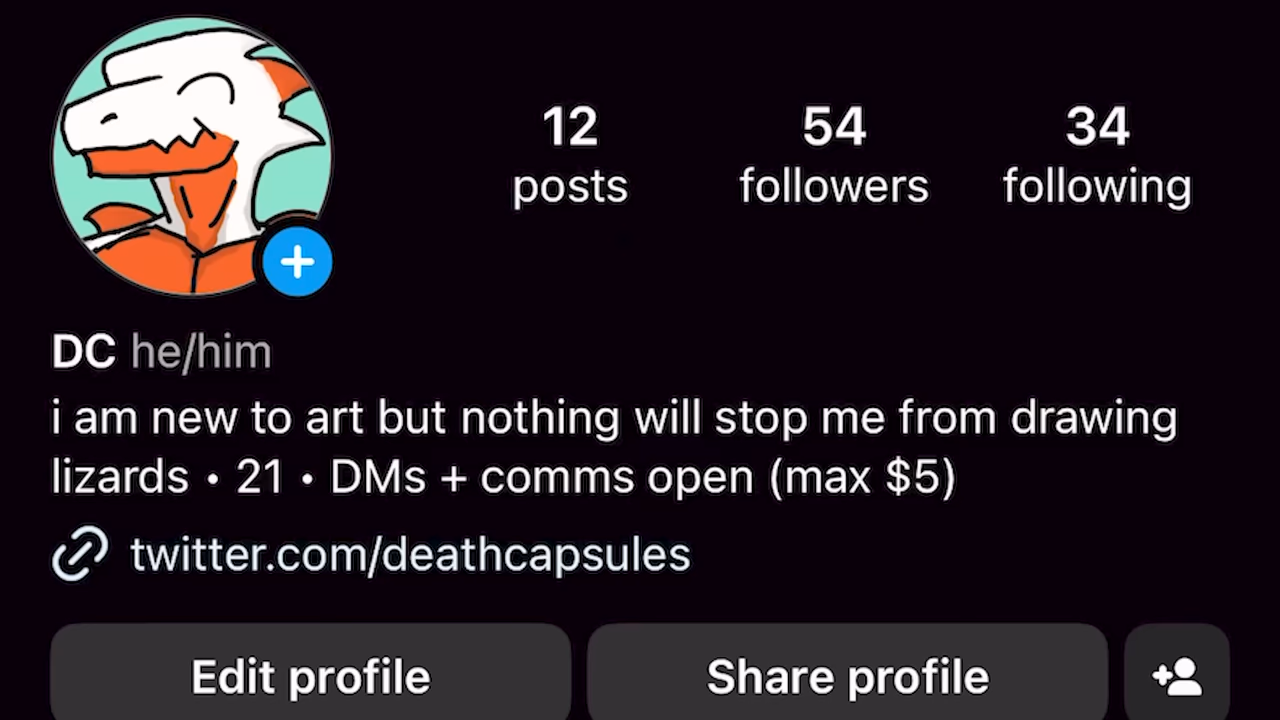 12 54 34
posts followers following
DC he/him
i am new to art but nothing will stop me from drawing
lizards • 21 • DMs + comms open (max $5)
twitter.com/deathcapsules
Edit profile Share profile